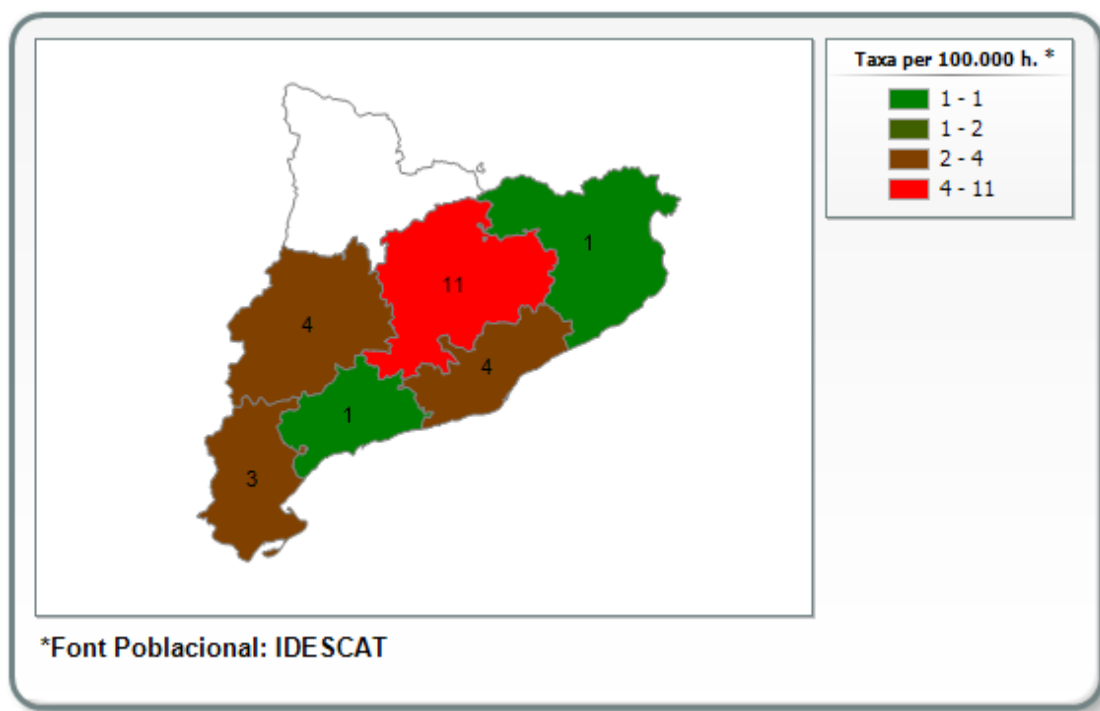 Taxa per 100.000 h. *
1 - 1
1 - 2
2 - 4
4 - 11
1
11
4
4
1
3
*Font Poblacional: IDESCAT